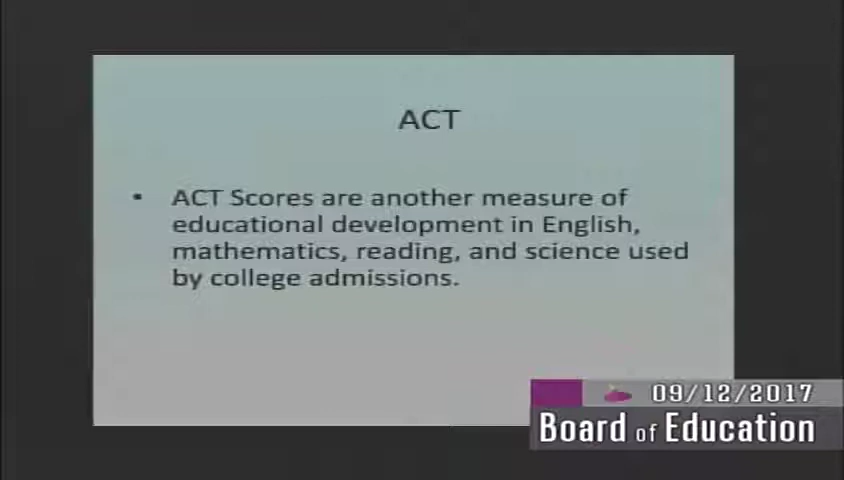 ACT
• ACT Scores are another measure of
educational development in English,
mathematics, reading, and science used
by college admissions.
09/12/2017
Board of Education